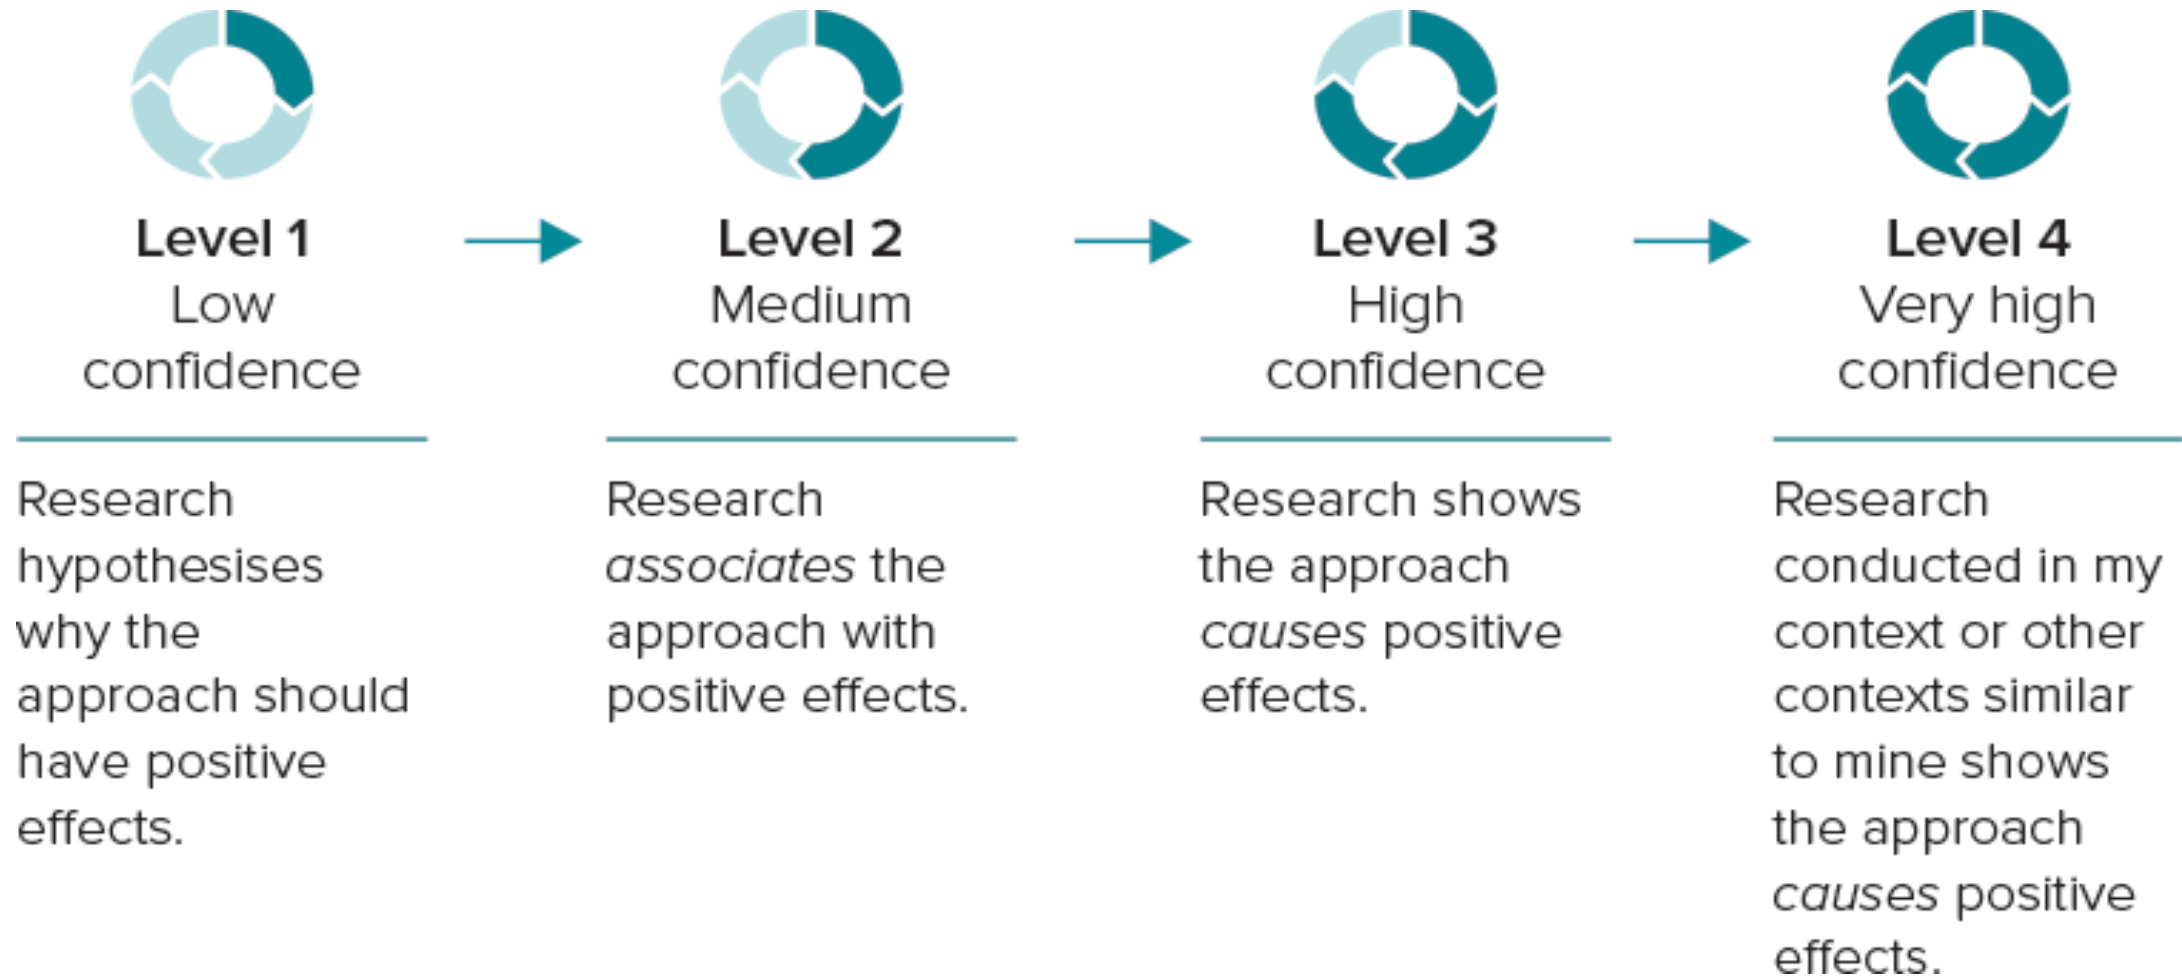 Level 1
Low
confidence
Research
hypothesises
why the
approach should
have positive
effects.
Level 2
Medium
confidence
Research
associates the
approach with
positive effects.
Level 3
High
confidence
Research shows
the approach
causes positive
effects.
Level 4
Very high
confidence
Research
conducted in my
context or other
contexts similar
to mine shows
the approach
causes positive
effects.